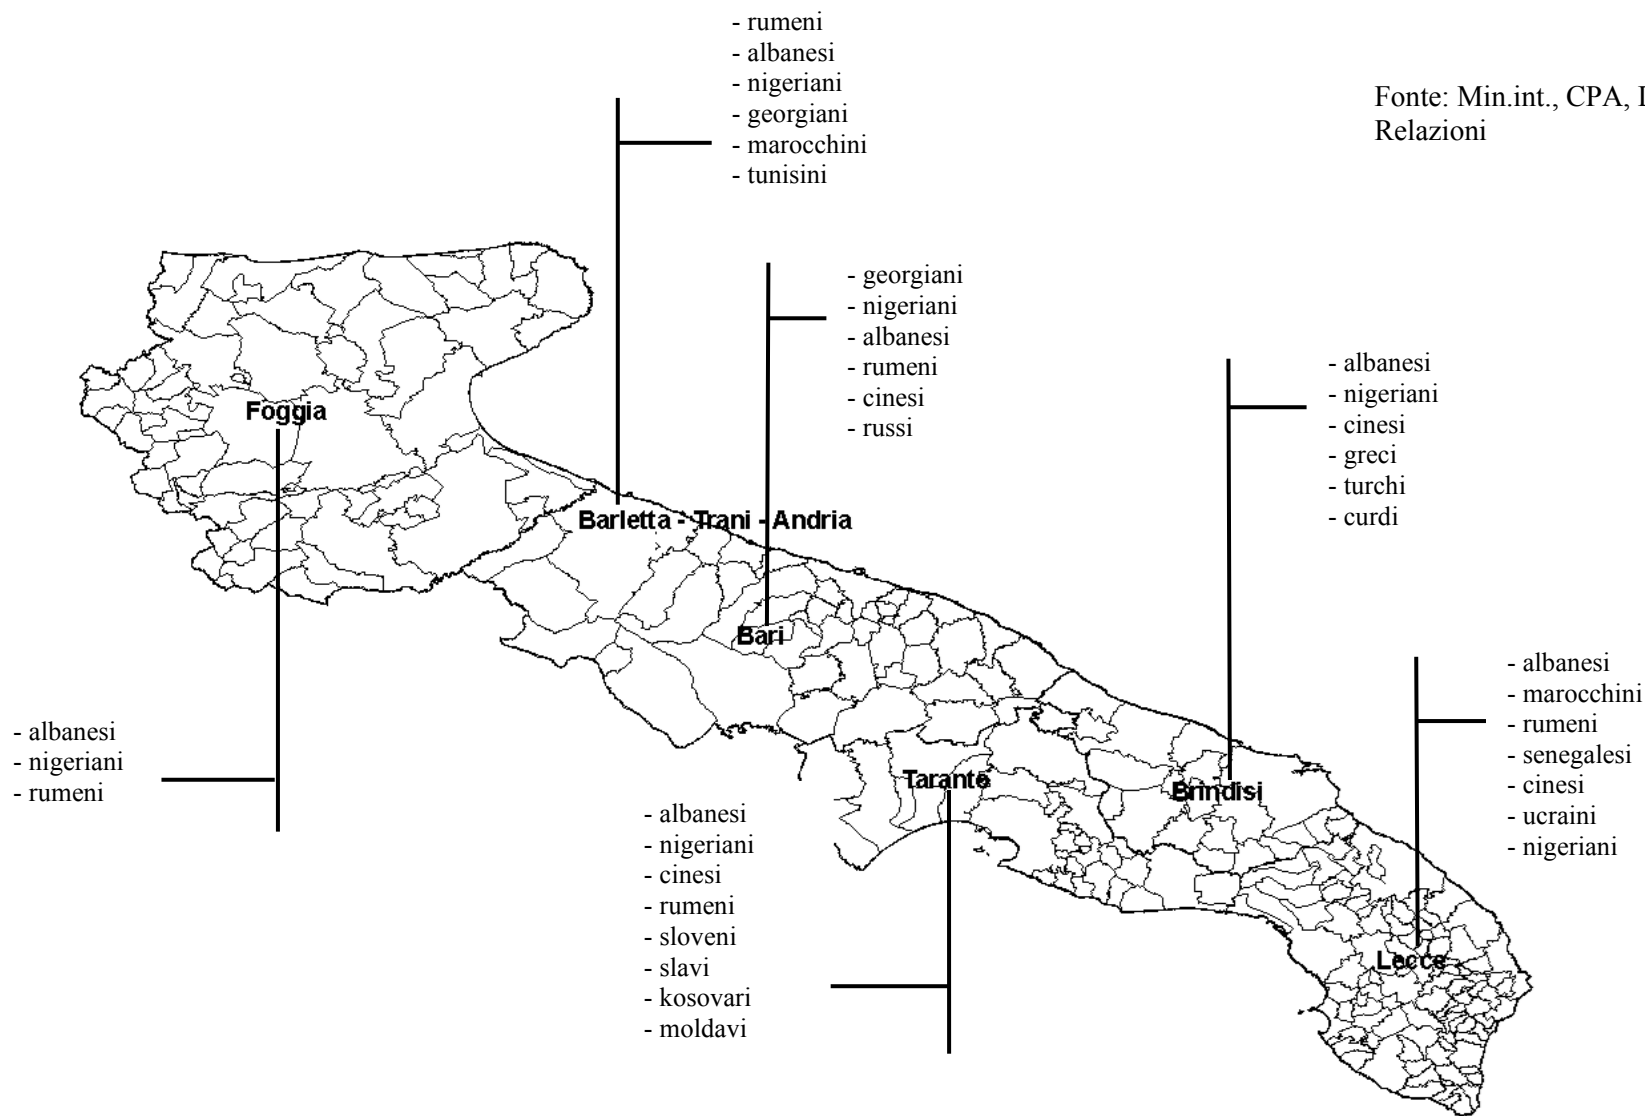 - rumeni
- albanesi
- nigeriani
- georgiani
- marocchini
- tunisini
Fonte: Min.int., CPA,
Relazioni
- georgiani
- nigeriani
- albanesi
- rumeni
- cinesi
- russi
- albanesi
- nigeriani
- cinesi
- greci
- turchi
- curdi
Foggia
Barletta - Trani - Andria
Bari
- albanesi
- marocchini
- rumeni
- senegalesi
- cinesi
- ucraini
- nigeriani
- albanesi
- nigeriani
- rumeni
Tarante
Brindisi
- albanesi
- nigeriani
- cinesi
- rumeni
- sloveni
- slavi
- kosovari
- moldavi
Lecce